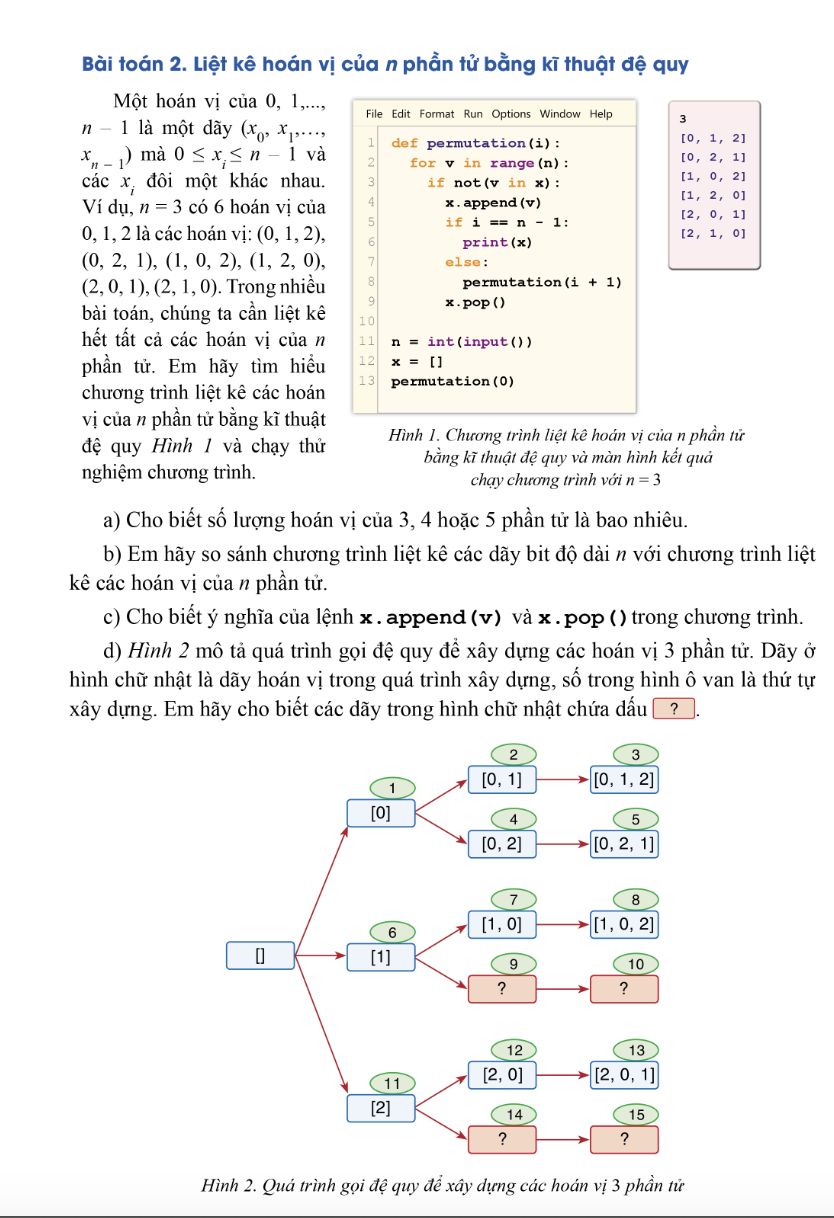 Bài toán 2. Liệt kê hoán vị của n phần tử bằng kĩ thuật đệ quy
Một hoán vị của 0, 1,...,
n – 1 là một dãy (x₀, x₁,...,
xₙ₋₁) mà 0 ≤ xᵢ ≤ n – 1 và
các xᵢ đôi một khác nhau.
Ví dụ, n = 3 có 6 hoán vị của
0, 1, 2 là các hoán vị: (0, 1, 2),
(0, 2, 1), (1, 0, 2), (1, 2, 0),
(2, 0, 1), (2, 1, 0). Trong nhiều
bài toán, chúng ta cần liệt kê
hết tất cả các hoán vị của n
phần tử. Em hãy tìm hiểu
chương trình liệt kê các hoán
vị của n phần tử bằng kĩ thuật
đệ quy Hình 1 và chạy thử
nghiệm chương trình.
File Edit Format Run Options Window Help
1 def permutation(i):
2 for v in range(n):
3 if not(v in x):
4 x.append(v)
5 if i == n - 1:
6 print(x)
7 else:
8 permutation(i + 1)
9 x.pop()
10
11 n = int(input())
12 x = []
13 permutation(0)
3
[0, 1, 2]
[0, 2, 1]
[1, 0, 2]
[1, 2, 0]
[2, 0, 1]
[2, 1, 0]
Hình 1. Chương trình liệt kê hoán vị của n phần tử
bằng kĩ thuật đệ quy và màn hình kết quả
chạy chương trình với n = 3
a) Cho biết số lượng hoán vị của 3, 4 hoặc 5 phần tử là bao nhiêu.
b) Em hãy so sánh chương trình liệt kê các dãy bit độ dài n với chương trình liệt
kê các hoán vị của n phần tử.
c) Cho biết ý nghĩa của lệnh x.append(v) và x.pop() trong chương trình.
d) Hình 2 mô tả quá trình gọi đệ quy để xây dựng các hoán vị 3 phần tử. Dãy ở
hình chữ nhật là dãy hoán vị trong quá trình xây dựng, số trong hình ô van là thứ tự
xây dựng. Em hãy cho biết các dãy trong hình chữ nhật chứa dấu ?.
2 3
[0, 1] [0, 1, 2]
1
[0]
4 5
[0, 2] [0, 2, 1]
7 8
[1, 0] [1, 0, 2]
6
[] [1]
9 10
? ?
12 13
[2, 0] [2, 0, 1]
11
[2]
14 15
? ?
Hình 2. Quá trình gọi đệ quy để xây dựng các hoán vị 3 phần tử